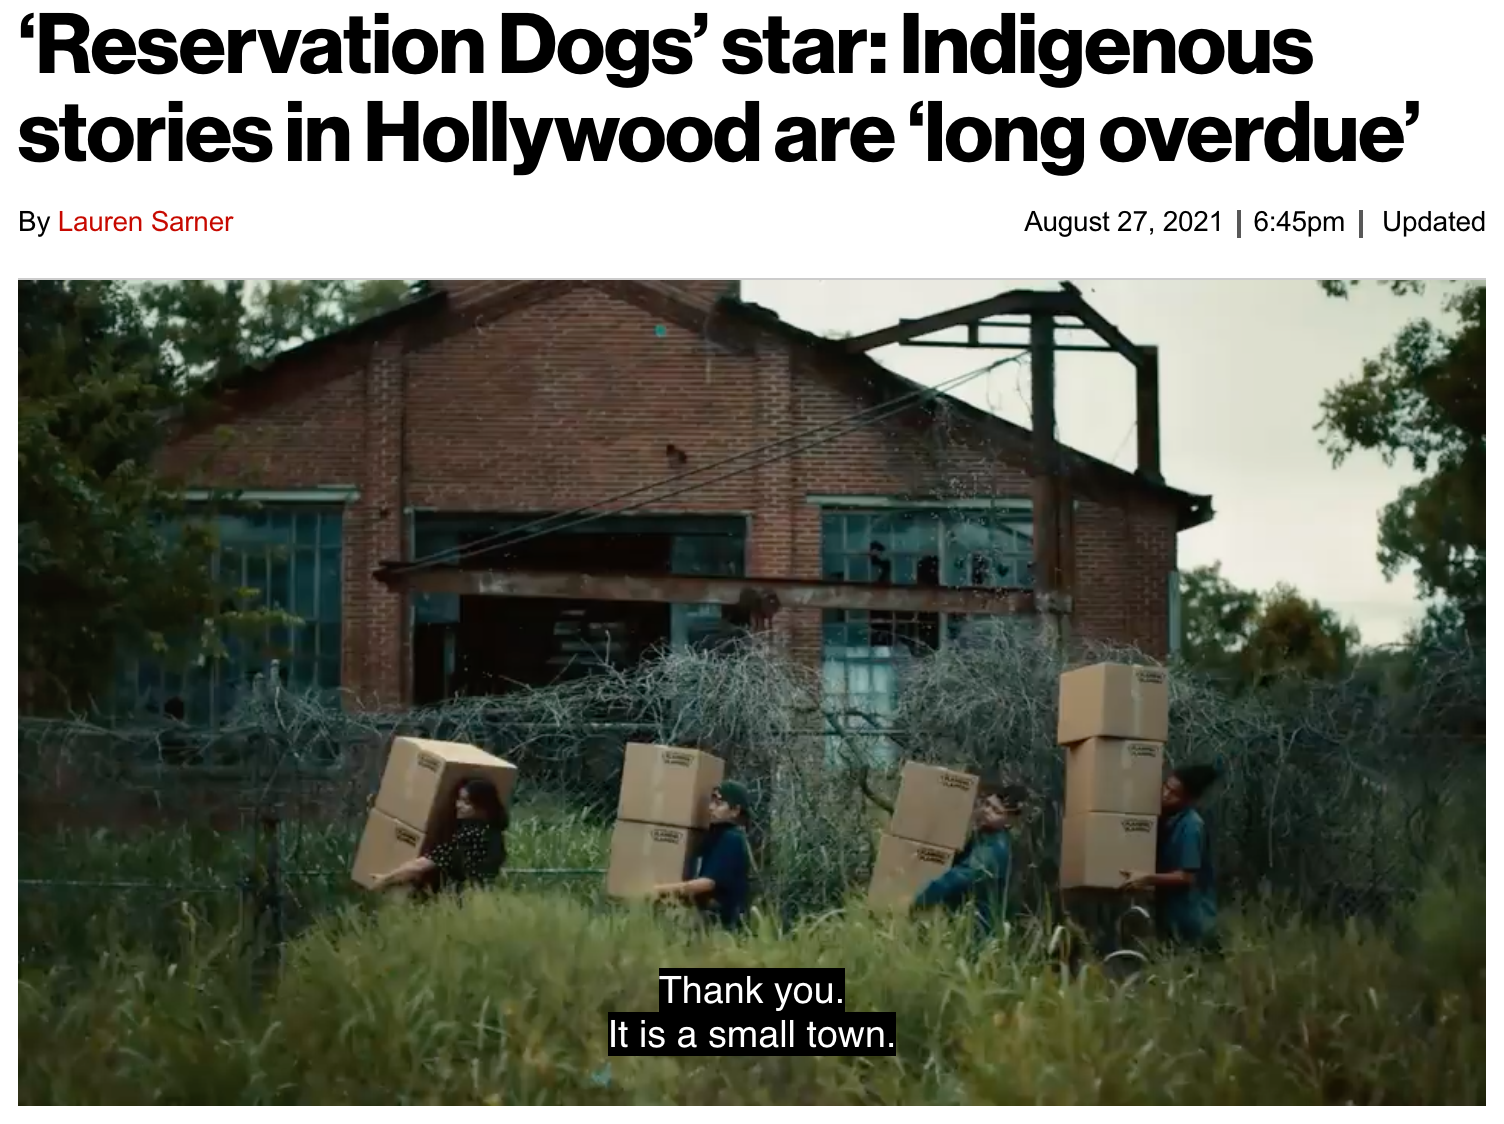 ‘Reservation Dogs’ star: Indigenous
stories in Hollywood are ‘long overdue’
By Lauren Sarner
August 27, 2021 | 6:45pm | Updated
Thank you.
It is a small town.